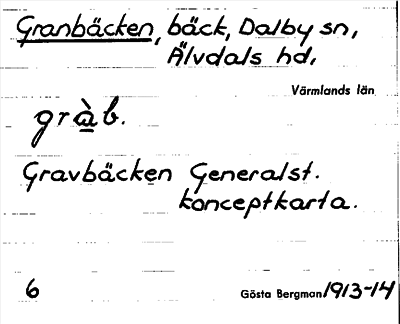 Granbäcken, bäck, Dalby sn,
Älvdals hd,
Värmlands län
gràb.
Gravbäcken Generalst.
konceptkarta.
6 Gösta Bergman 1913-14